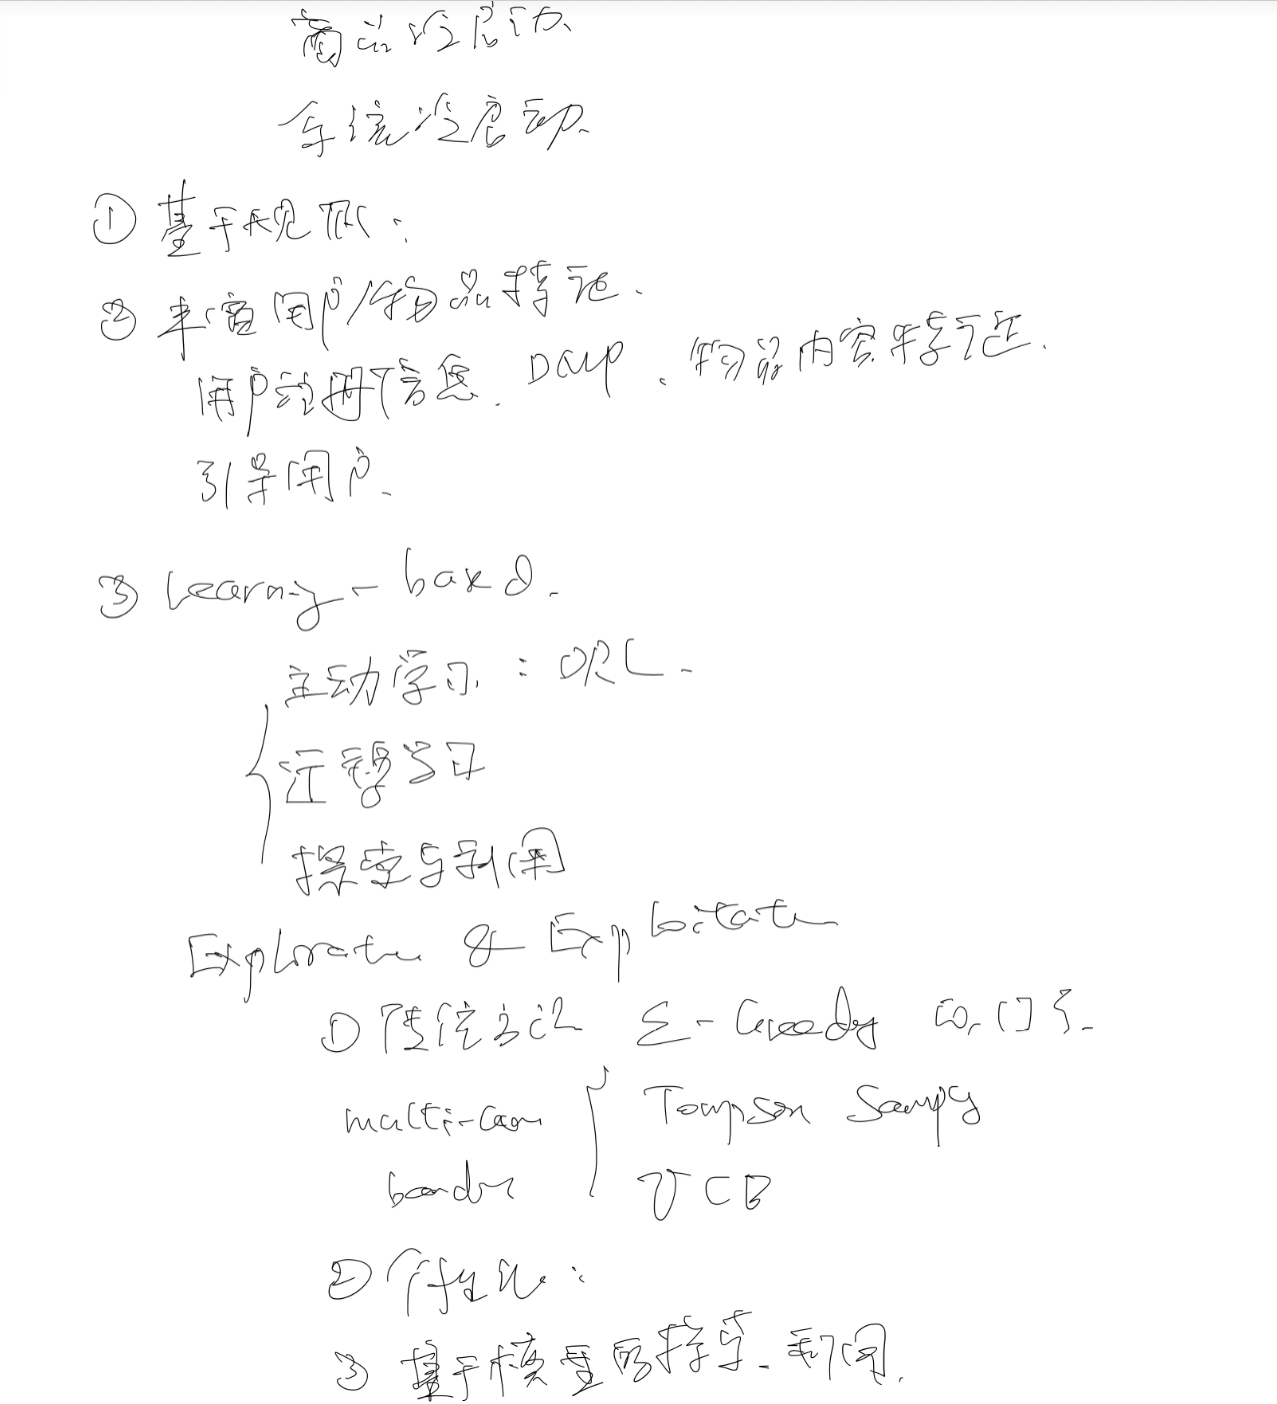 商品冷启动
系统冷启动.
① 基于规则:
② 丰富用户/物品特征.
用户注册信息. DMP. 物品内容特征.
引导用户.
③ learning-based.
主动学习: ORL.
迁移学习
探索与利用
Exploration & Exploitation
① 传统方法 ε-Greedy [0,1] ε.
multi-arm Tompson Sampling
bandit UCB
② 个性化:
③ 基于模型的探索. 利用.